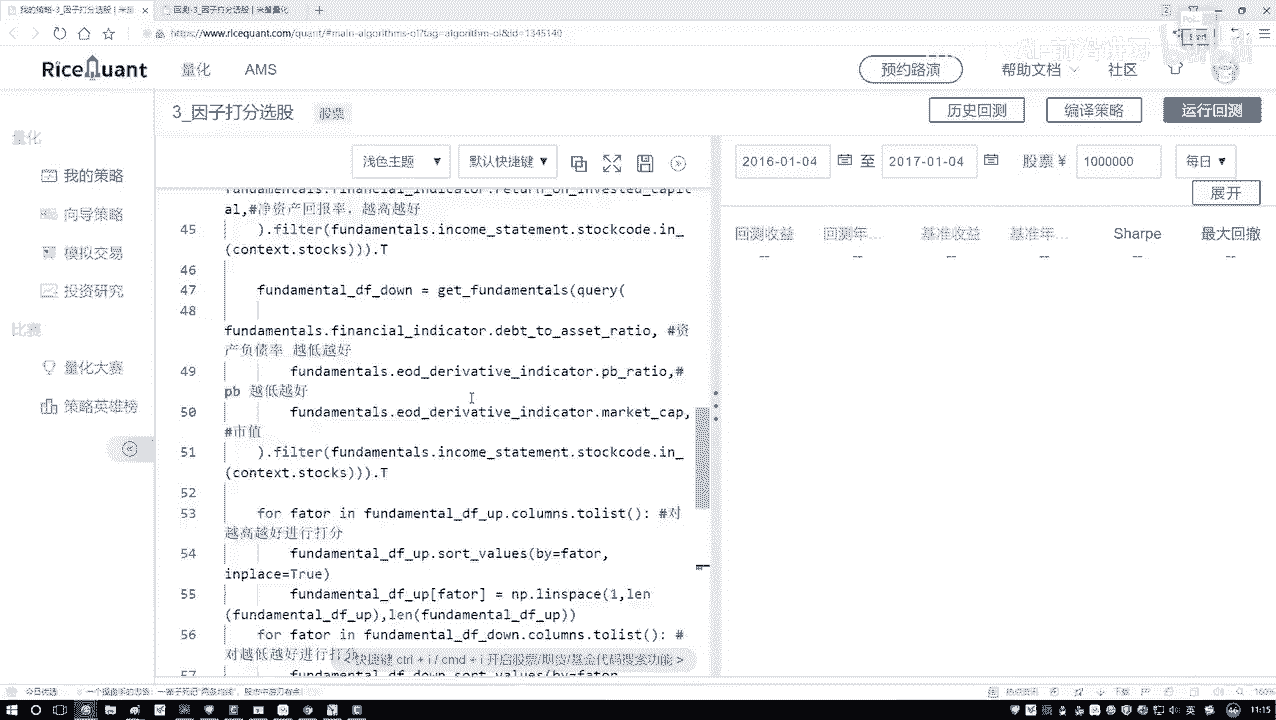 我的策略-3_因子打分选股 | 米
回测-3_因子打分选股 | 米筐量化
https://www.ricequant.com/quant/#main-algorithms-of?tag=algorithm-of&id=1345140
RiceQuant 量化 AMS 预约路演 帮助文档 社区
3_因子打分选股 股票 历史回测 编译策略 运行回测
量化
我的策略
向导策略
模拟交易
投资研究
比赛
量化大赛
策略英雄榜
浅色主题 默认快捷键
2016-01-04 至 2017-01-04 股票 ¥ 1000000 每日
展开
回测收益 回测年... 基准收益 基准年... Sharpe 最大回撤
-- -- -- -- -- --
fundamentals.financial_indicator.return_on_invested_capit
al,#净资产回报率. 越高越好
45 ).filter(fundamentals.income_statement.stockcode.in_
(context.stocks))).T
46
47 fundamental_df_down = get_fundamentals(query(
48
fundamentals.financial_indicator.debt_to_asset_ratio, #资
产负债率 越低越好
49 fundamentals.eod_derivative_indicator.pb_ratio,#
pb 越低越好
50 fundamentals.eod_derivative_indicator.market_cap,
#市值
51 ).filter(fundamentals.income_statement.stockcode.in_
(context.stocks))).T
52
53 for fator in fundamental_df_up.columns.tolist(): #对
越高越好进行打分
54 fundamental_df_up.sort_values(by=fator,
inplace=True)
55 fundamental_df_up[fator] = np.linspace(1,len
(fundamental_df_up),len(fundamental_df_up))
56 for fator in fundamental_df_down.columns.tolist(): #
对越低越好进行打分
57 fundamental_df_down.sort_values(by=fator
<快捷键 ctrl + i / cmd + i 开启股票/期货/基金代码搜索功能 >
160%
英
11:15